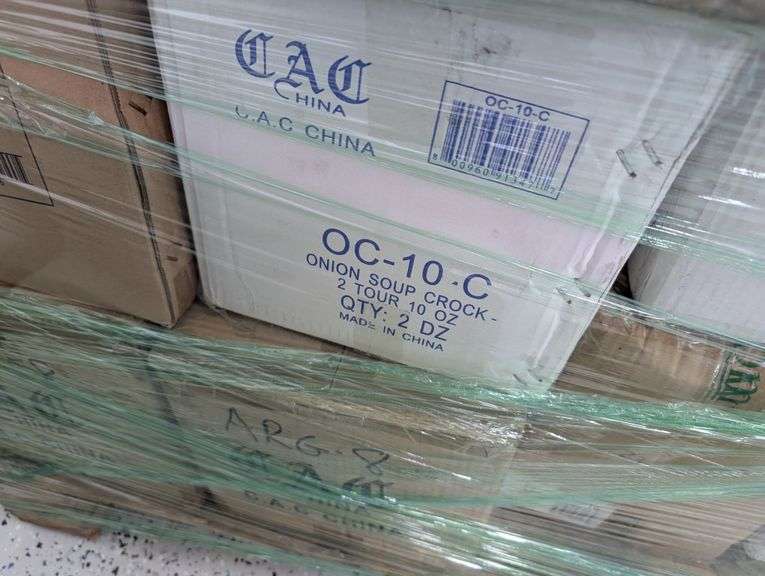 CAC
CHINA
C.A.C CHINA
OC-10-C
OC-10-C
ONION SOUP CROCK-
2 TOUR 10 OZ
QTY: 2 DZ
MADE IN CHINA
ARG-8
C.A.C CHINA